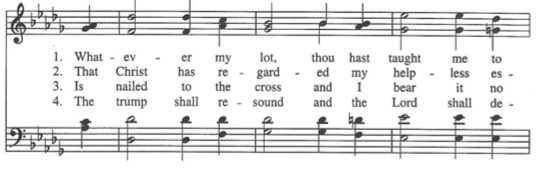 1. What - ev - er my lot, thou hast taught me to
2. That Christ has re - gard - ed my help - less es -
3. Is nailed to the cross and I bear it no
4. The trump shall re - sound and the Lord shall de -